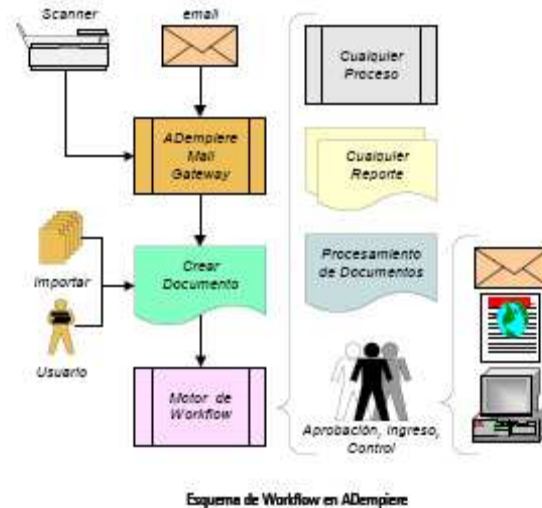 Scanner
email
ADempiere
Mail
Gateway
Importar
Usuario
Crear
Documento
Motor de
Workflow
Cualquier
Proceso
Cualquier
Reporte
Procesamiento
de Documentos
Aprobación, Ingreso,
Control
Esquema de Workflow en ADempiere